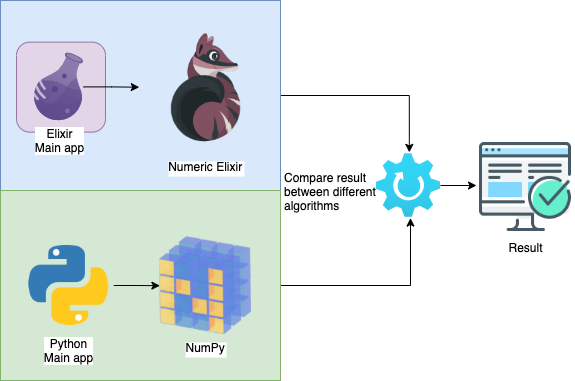 Elixir
Main app
Numeric Elixir
Compare result
between different
algorithms
Result
Python
Main app
NumPy